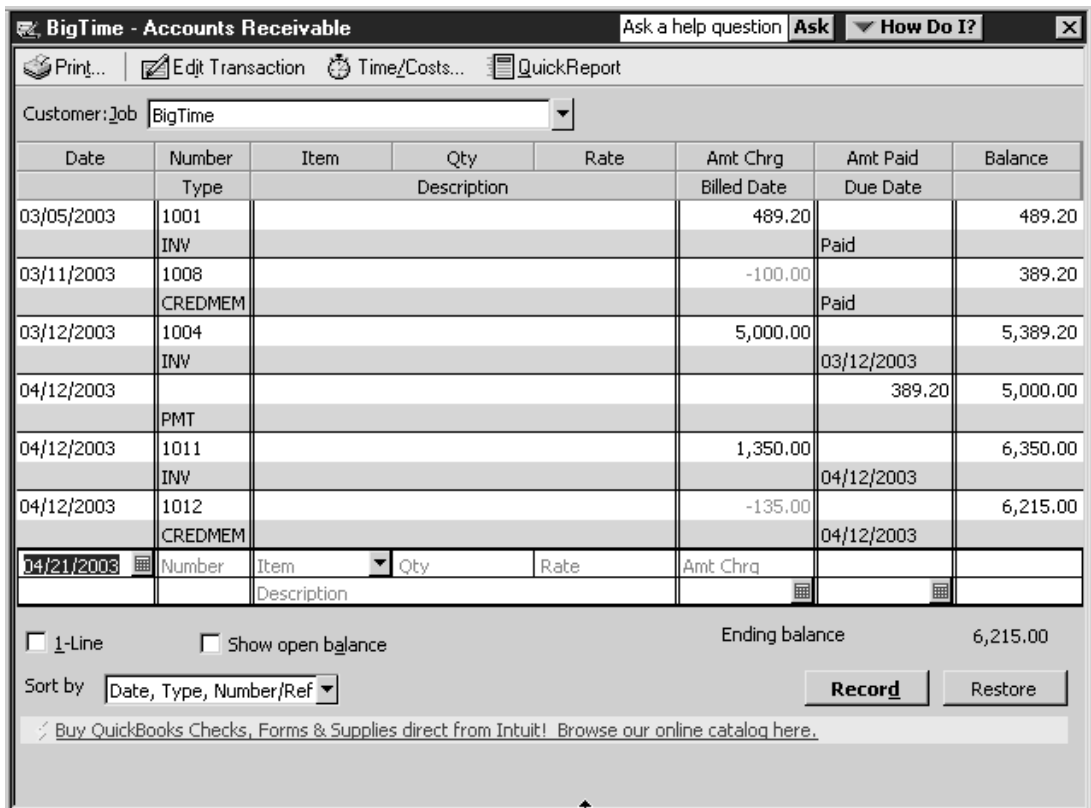 BigTime - Accounts Receivable Ask a help question Ask How Do I?
Print... Edit Transaction Time/Costs... QuickReport
Customer:Job BigTime
Date Number Item Qty Rate Amt Chrg Amt Paid Balance
Type Description Billed Date Due Date
03/05/2003 1001 489.20 489.20
INV Paid
03/11/2003 1008 -100.00 389.20
CREDMEM Paid
03/12/2003 1004 5,000.00 5,389.20
INV 03/12/2003
04/12/2003 389.20 5,000.00
PMT
04/12/2003 1011 1,350.00 6,350.00
INV 04/12/2003
04/12/2003 1012 -135.00 6,215.00
CREDMEM 04/12/2003
04/21/2003 Number Item Qty Rate Amt Chrg
Description
1-Line Show open balance Ending balance 6,215.00
Sort by Date, Type, Number/Ref Record Restore
Buy QuickBooks Checks, Forms & Supplies direct from Intuit! Browse our online catalog here.